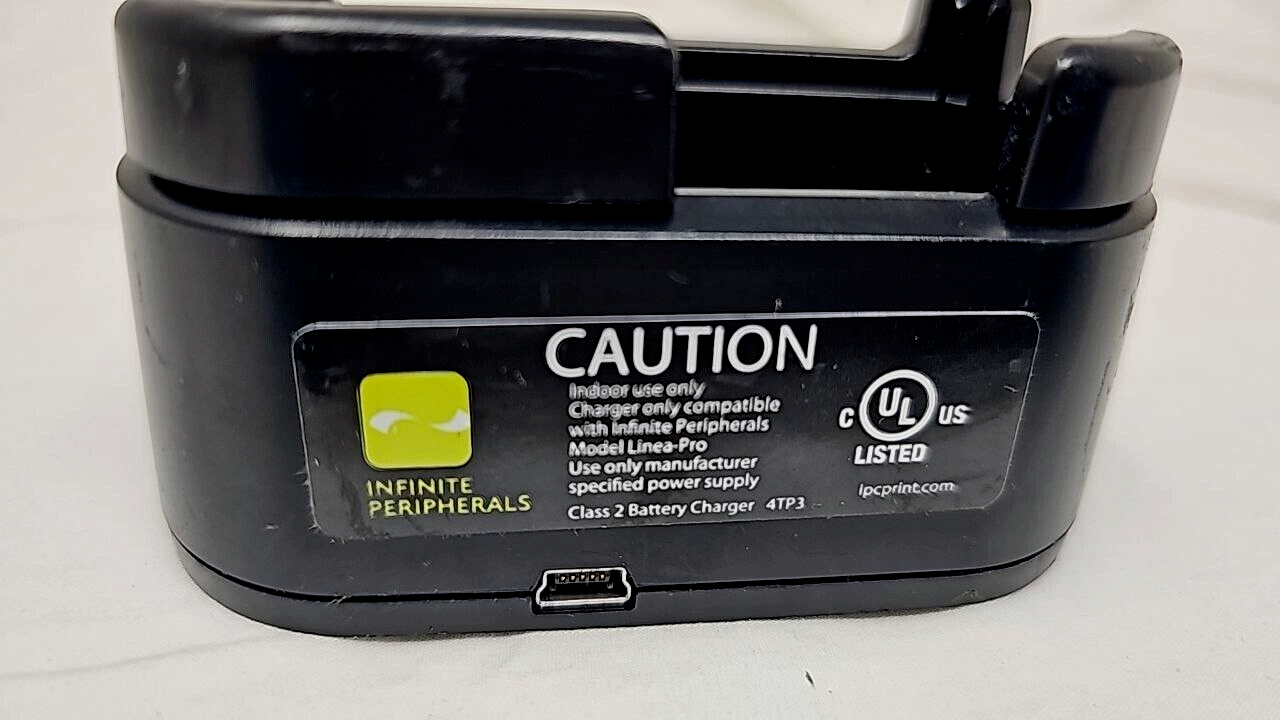 CAUTION
Indoor use only
Charger only compatible
with Infinite Peripherals
Model Linea-Pro
Use only manufacturer
specified power supply
Class 2 Battery Charger 4TP3
INFINITE
PERIPHERALS
C UL US
LISTED
ipcprint.com